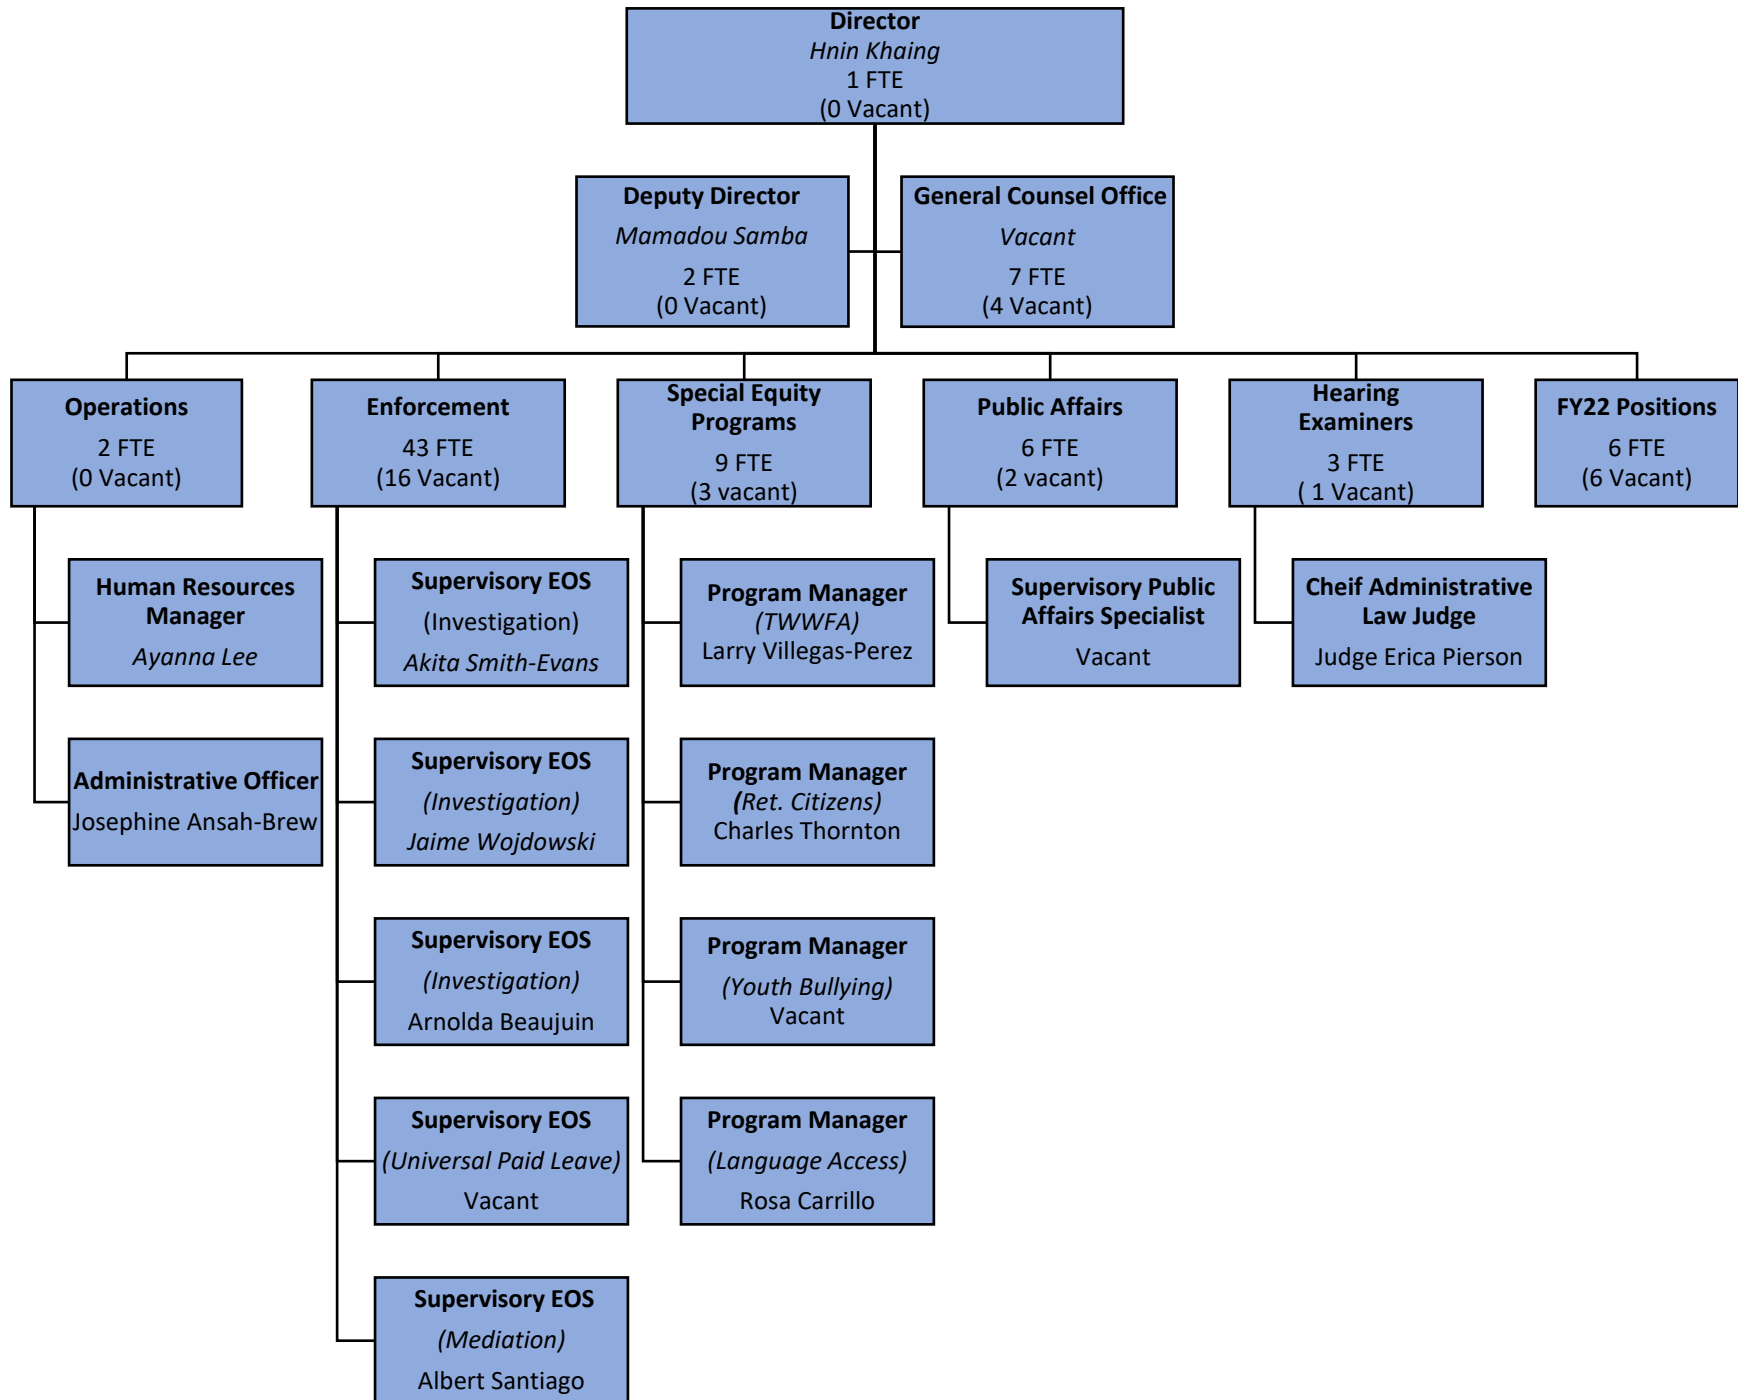 Director
Hnin Khaing
1 FTE
(0 Vacant)
Deputy Director
Mamadou Samba
2 FTE
(0 Vacant)
General Counsel Office
Vacant
7 FTE
(4 Vacant)
Operations
2 FTE
(0 Vacant)
Enforcement
43 FTE
(16 Vacant)
Special Equity
Programs
9 FTE
(3 vacant)
Public Affairs
6 FTE
(2 vacant)
Hearing
Examiners
3 FTE
( 1 Vacant)
FY22 Positions
6 FTE
(6 Vacant)
Human Resources
Manager
Ayanna Lee
Administrative Officer
Josephine Ansah-Brew
Supervisory EOS
(Investigation)
Akita Smith-Evans
Supervisory EOS
(Investigation)
Jaime Wojdowski
Supervisory EOS
(Investigation)
Arnolda Beaujuin
Supervisory EOS
(Universal Paid Leave)
Vacant
Supervisory EOS
(Mediation)
Albert Santiago
Program Manager
(TWWFA)
Larry Villegas-Perez
Program Manager
(Ret. Citizens)
Charles Thornton
Program Manager
(Youth Bullying)
Vacant
Program Manager
(Language Access)
Rosa Carrillo
Supervisory Public
Affairs Specialist
Vacant
Cheif Administrative
Law Judge
Judge Erica Pierson